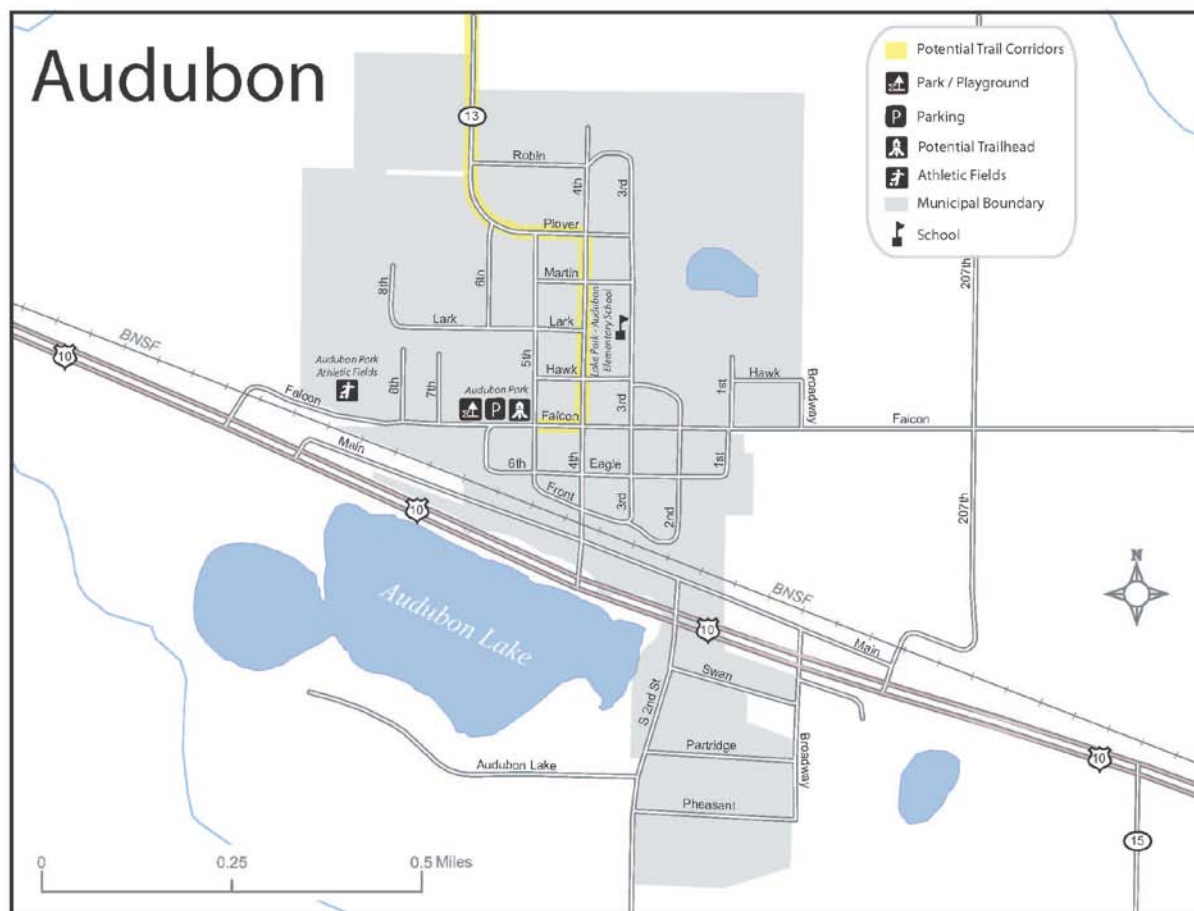 Audubon
Potential Trail Corridors
Park / Playground
P
Parking
Potential Trailhead
Athletic Fields
Municipal Boundary
School
13
Robin
4th
3rd
Plover
207th
Martin
8th
6th
Lake Park - Audubon
Elementary School
Lark
Lark
BNSF
10
5th
Audubon Park
Athletic Fields
8th
7th
Hawk
1st
Hawk
Broadway
Audubon Park
P
3rd
Falcon
Falcon
Falcon
Main
6th
4th
Eagle
1st
Front
3rd
2nd
207th
10
N
BNSF
Audubon Lake
10
Main
Swan
S 2nd St
Partridge
Broadway
Audubon Lake
10
Pheasant
15
0
0.25
0.5 Miles